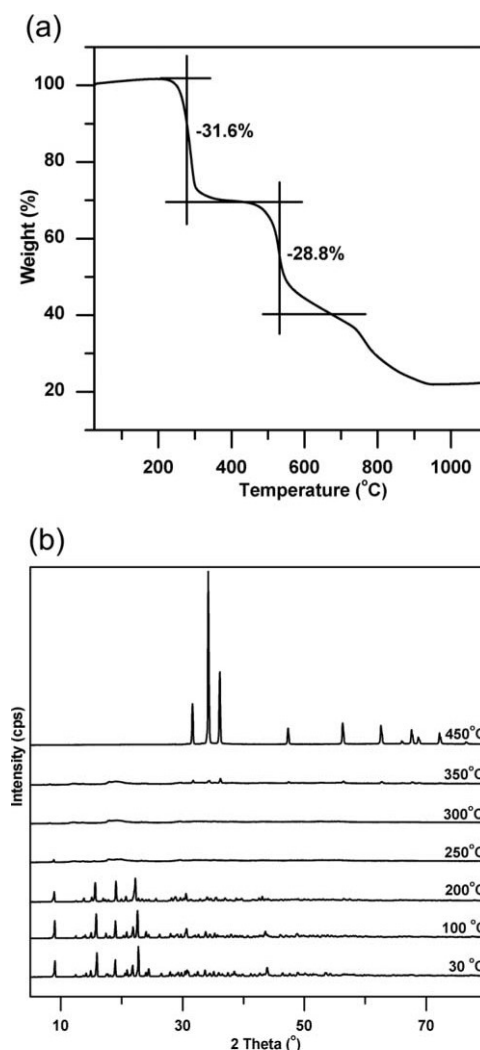 (a)
100
80
60
40
20
Weight (%)
-31.6%
-28.8%
200 400 600 800 1000
Temperature (°C)
(b)
Intensity (cps)
450°C
350°C
300°C
250°C
200°C
100°C
30°C
10 30 50 70
2 Theta (°)